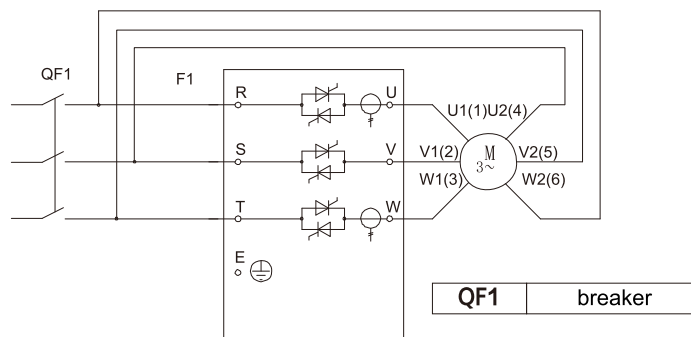 QF1
F1
R
U
U1(1)U2(4)
S
V
V1(2)
M
3~
V2(5)
W1(3)
W2(6)
T
W
E
QF1 breaker